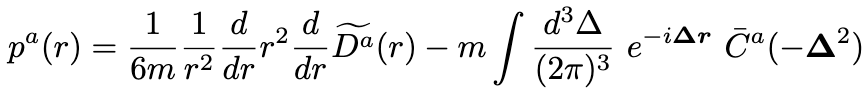 $p^a(r) = \frac{1}{6m} \frac{1}{r^2} \frac{d}{dr} r^2 \frac{d}{dr} \widetilde{D^a}(r) - m \int \frac{d^3\Delta}{(2\pi)^3} \; e^{-i\boldsymbol{\Delta r}} \; \bar{C}^a(-\boldsymbol{\Delta}^2)$